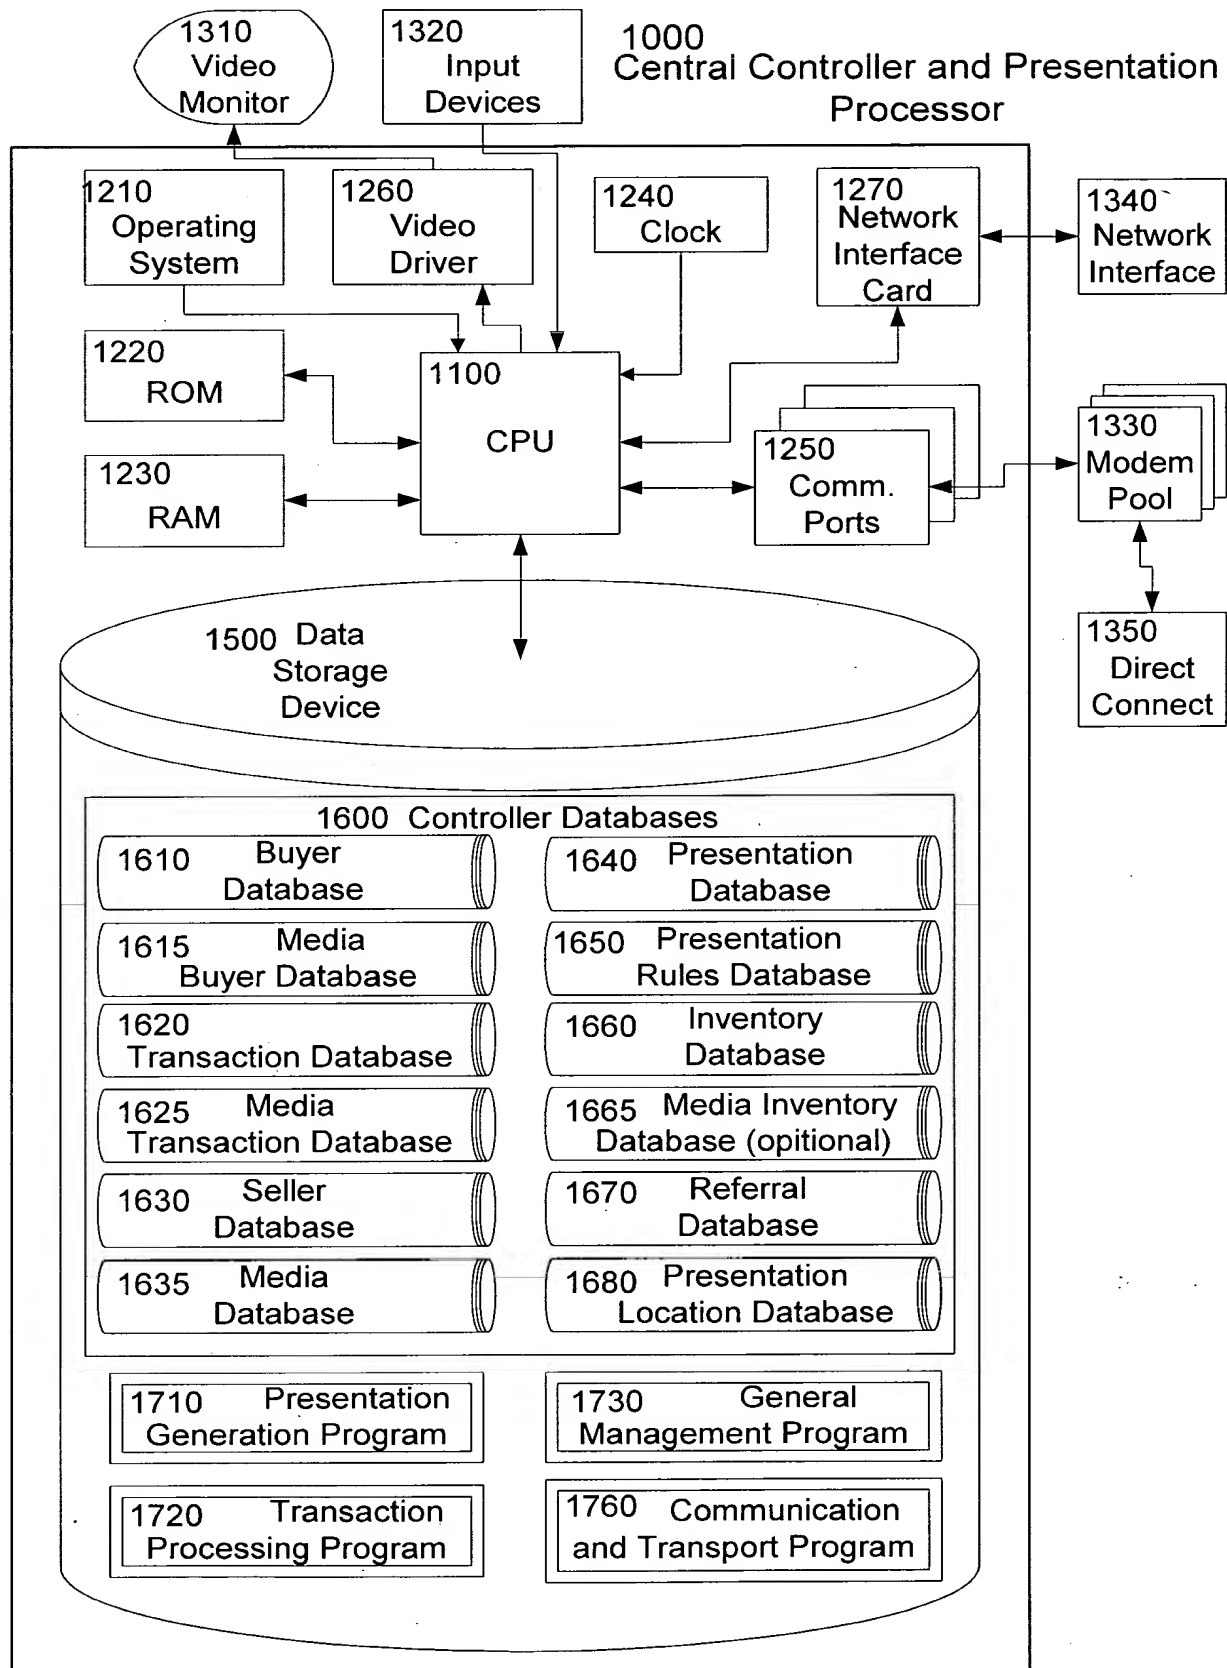 1310
Video
Monitor
1320
Input
Devices
1000
Central Controller and Presentation
Processor
1210
Operating
System
1260
Video
Driver
1240
Clock
1270
Network
Interface
Card
1340
Network
Interface
1220
ROM
1100
CPU
1230
RAM
1250
Comm.
Ports
1330
Modem
Pool
1350
Direct
Connect
1500 Data
Storage
Device
1600 Controller Databases
1610 Buyer
Database
1640 Presentation
Database
1615 Media
Buyer Database
1650 Presentation
Rules Database
1620
Transaction Database
1660 Inventory
Database
1625 Media
Transaction Database
1665 Media Inventory
Database (opitional)
1630 Seller
Database
1670 Referral
Database
1635 Media
Database
1680 Presentation
Location Database
1710 Presentation
Generation Program
1730 General
Management Program
1720 Transaction
Processing Program
1760 Communication
and Transport Program